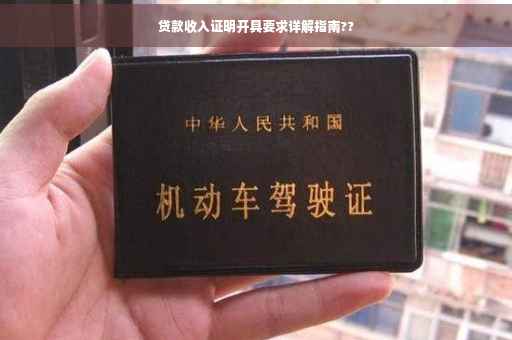 贷款收入证明开具要求详解指南??
中华人民共和国
机动车驾驶证